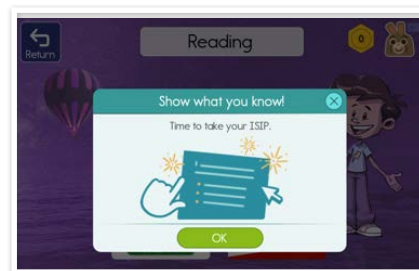 Reading
0
Return
Show what you know!
Time to take your ISIP.
OK